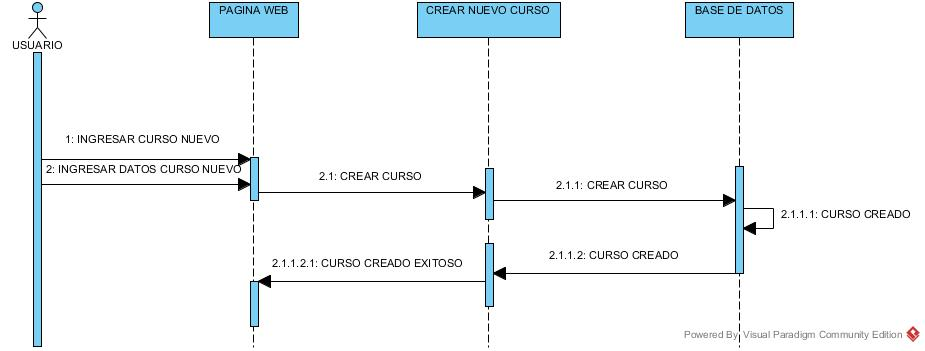 PAGINA WEB
CREAR NUEVO CURSO
BASE DE DATOS
USUARIO
1: INGRESAR CURSO NUEVO
2: INGRESAR DATOS CURSO NUEVO
2.1: CREAR CURSO
2.1.1: CREAR CURSO
2.1.1.1: CURSO CREADO
2.1.1.2: CURSO CREADO
2.1.1.2.1: CURSO CREADO EXITOSO
Powered By Visual Paradigm Community Edition